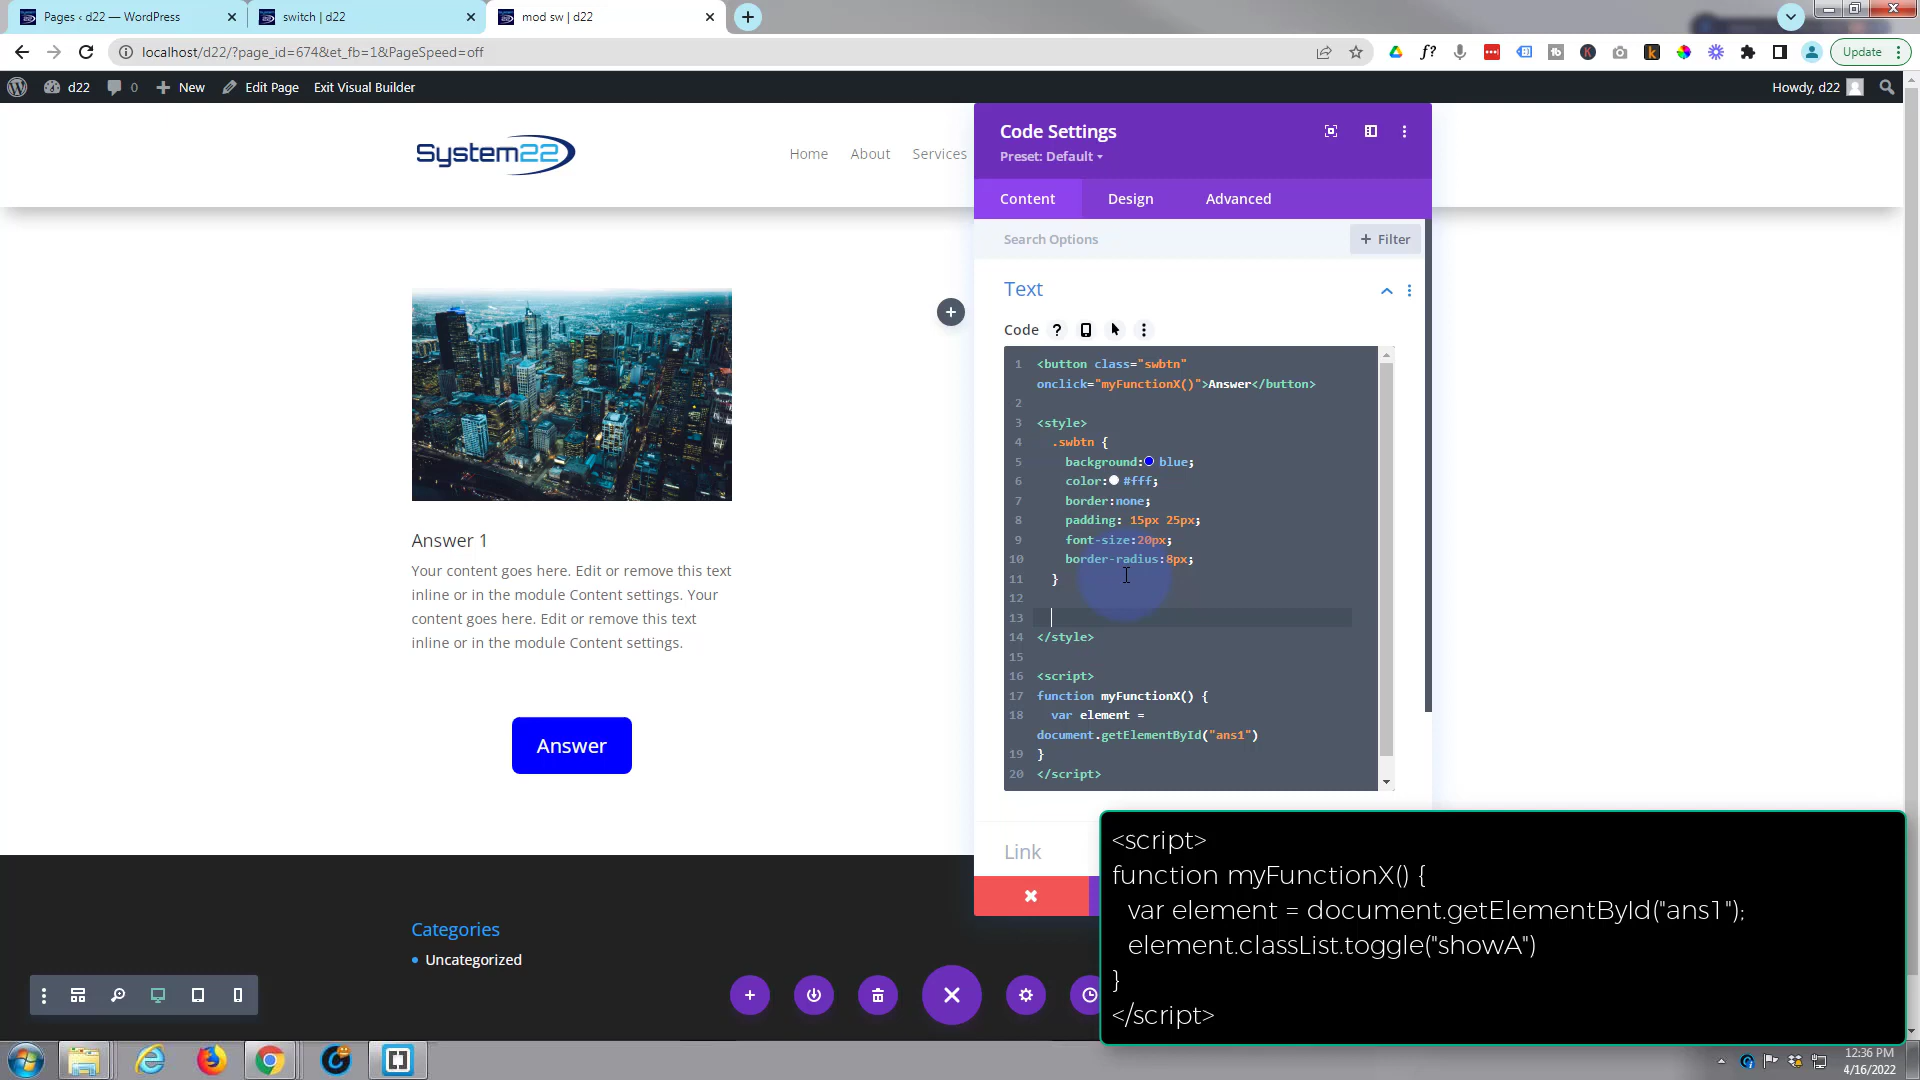 Pages ‹ d22 — WordPress
switch | d22
mod sw | d22
localhost/d22/?page_id=674&et_fb=1&PageSpeed=off
Update
d22
0
New
Edit Page
Exit Visual Builder
Howdy, d22
System22
Home
About
Services
Code Settings
Preset: Default
Content
Design
Advanced
Search Options
+ Filter
Text
Code
1 <button class="swbtn"
onclick="myFunctionX()">Answer</button>
2
3 <style>
4 .swbtn {
5 background: blue;
6 color: #fff;
7 border:none;
8 padding: 15px 25px;
9 font-size:20px;
10 border-radius:8px;
11 }
12
13
14 </style>
15
16 <script>
17 function myFunctionX() {
18 var element =
document.getElementById("ans1")
19 }
20 </script>
Link
Answer 1
Your content goes here. Edit or remove this text
inline or in the module Content settings. Your
content goes here. Edit or remove this text
inline or in the module Content settings.
Answer
Categories
Uncategorized
<script>
function myFunctionX() {
var element = document.getElementById("ans1");
element.classList.toggle("showA")
}
</script>
12:36 PM
4/16/2022